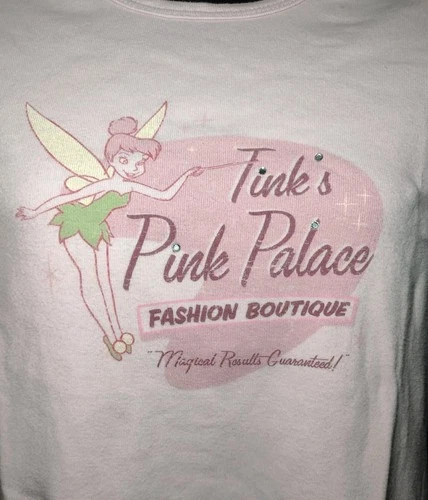 Tink's
Pink Palace
FASHION BOUTIQUE
"Magical Results Guaranteed!"